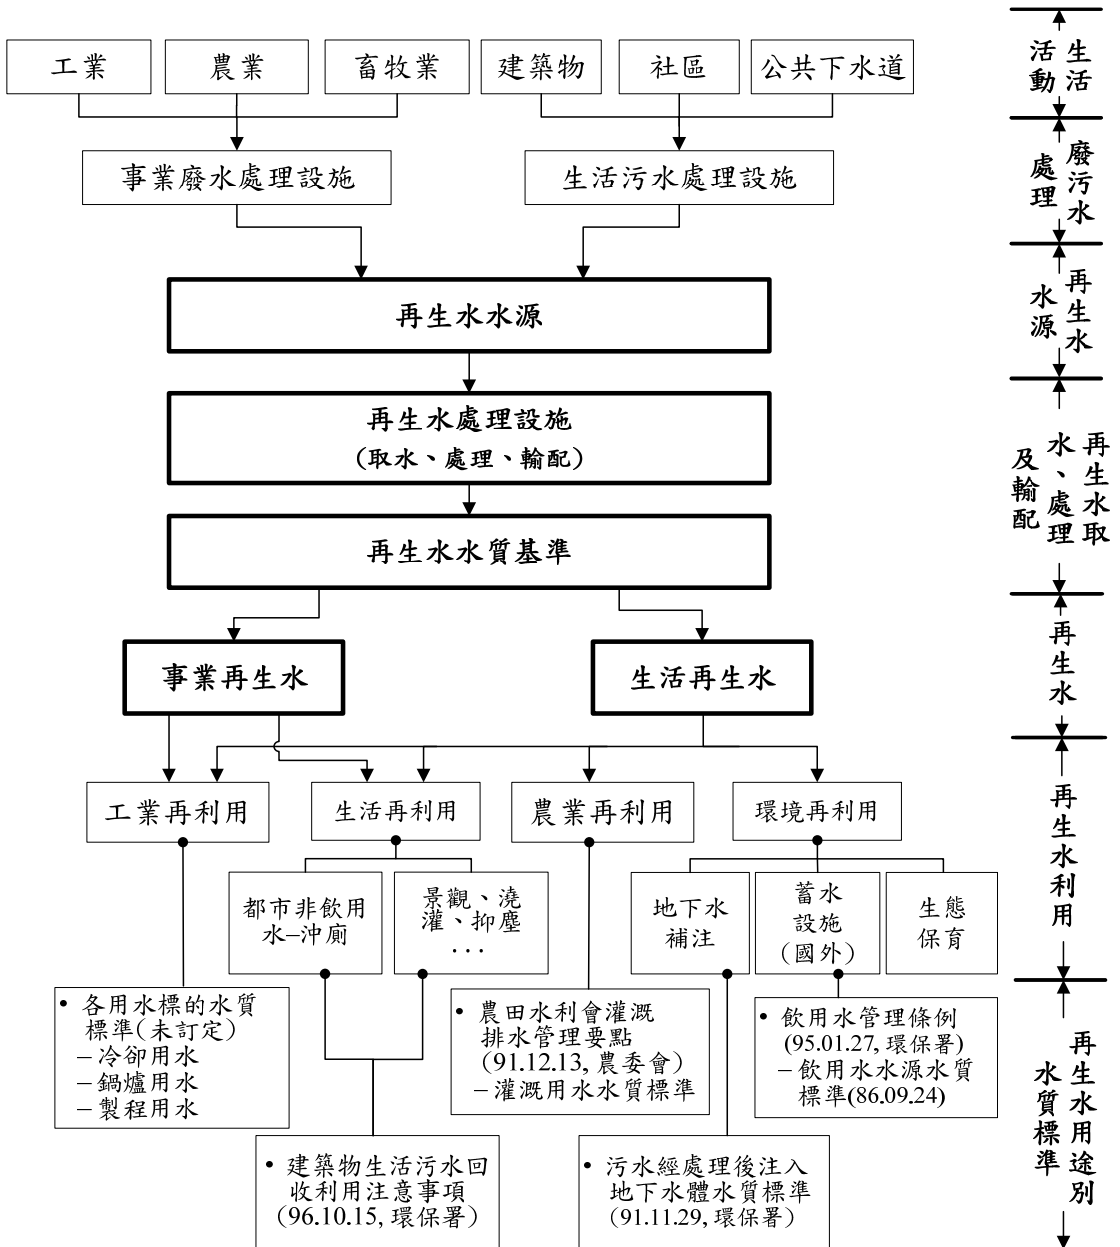 工業
農業
畜牧業
建築物
社區
公共下水道
事業廢水處理設施
生活污水處理設施
再生水水源
再生水處理設施
(取水、處理、輸配)
再生水水質基準
事業再生水
生活再生水
工業再利用
生活再利用
農業再利用
環境再利用
都市非飲用
水–沖廁
景觀、澆
灌、抑塵
...
地下水
補注
蓄水
設施
(國外)
生態
保育
• 各用水標的水質
標準(未訂定)
–冷卻用水
–鍋爐用水
–製程用水
• 農田水利會灌溉
排水管理要點
(91.12.13, 農委會)
–灌溉用水水質標準
• 飲用水管理條例
(95.01.27, 環保署)
–飲用水水源水質
標準(86.09.24)
• 建築物生活污水回
收利用注意事項
(96.10.15, 環保署)
• 污水經處理後注入
地下水體水質標準
(91.11.29, 環保署)
生活
活動
廢污水
處理
再生水
水源
再生水取
水、處理
及輸配
再生水
再生水利用
再生水用途別
水質標準